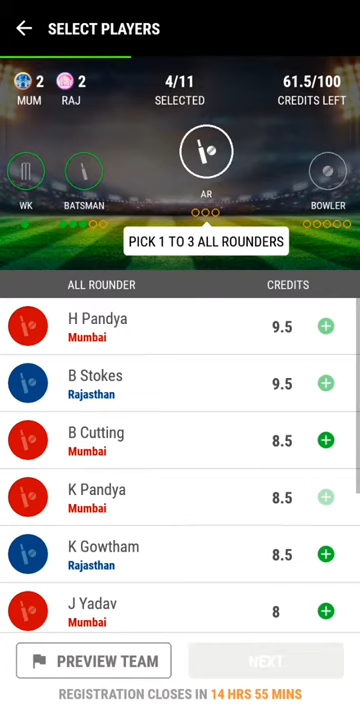 SELECT PLAYERS
2 2 4/11 61.5/100
MUM RAJ SELECTED CREDITS LEFT
WK BATSMAN AR BOWLER
PICK 1 TO 3 ALL ROUNDERS
ALL ROUNDER CREDITS
H Pandya 9.5
Mumbai
B Stokes 9.5
Rajasthan
B Cutting 8.5
Mumbai
K Pandya 8.5
Mumbai
K Gowtham 8.5
Rajasthan
J Yadav 8
Mumbai
PREVIEW TEAM NEXT
REGISTRATION CLOSES IN 14 HRS 55 MINS